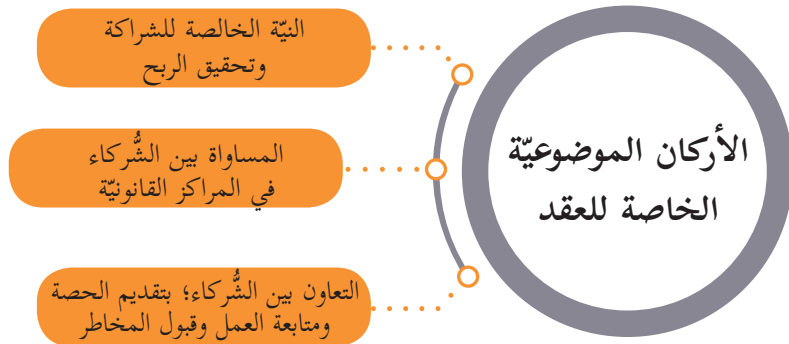 الأركان الموضوعيّة
الخاصة للعقد
النيّة الخالصة للشراكة
وتحقيق الربح
المساواة بين الشُّركاء
في المراكز القانونيّة
التعاون بين الشُّركاء؛ بتقديم الحصة
ومتابعة العمل وقبول المخاطر